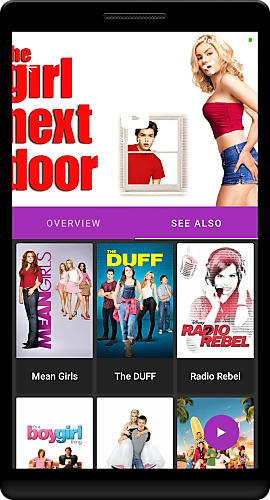 the
girl
next
door
OVERVIEW SEE ALSO
MEAN GIRLS
THE
DUFF
RADIO
REBEL
Mean Girls The DUFF Radio Rebel
boygirl
thing